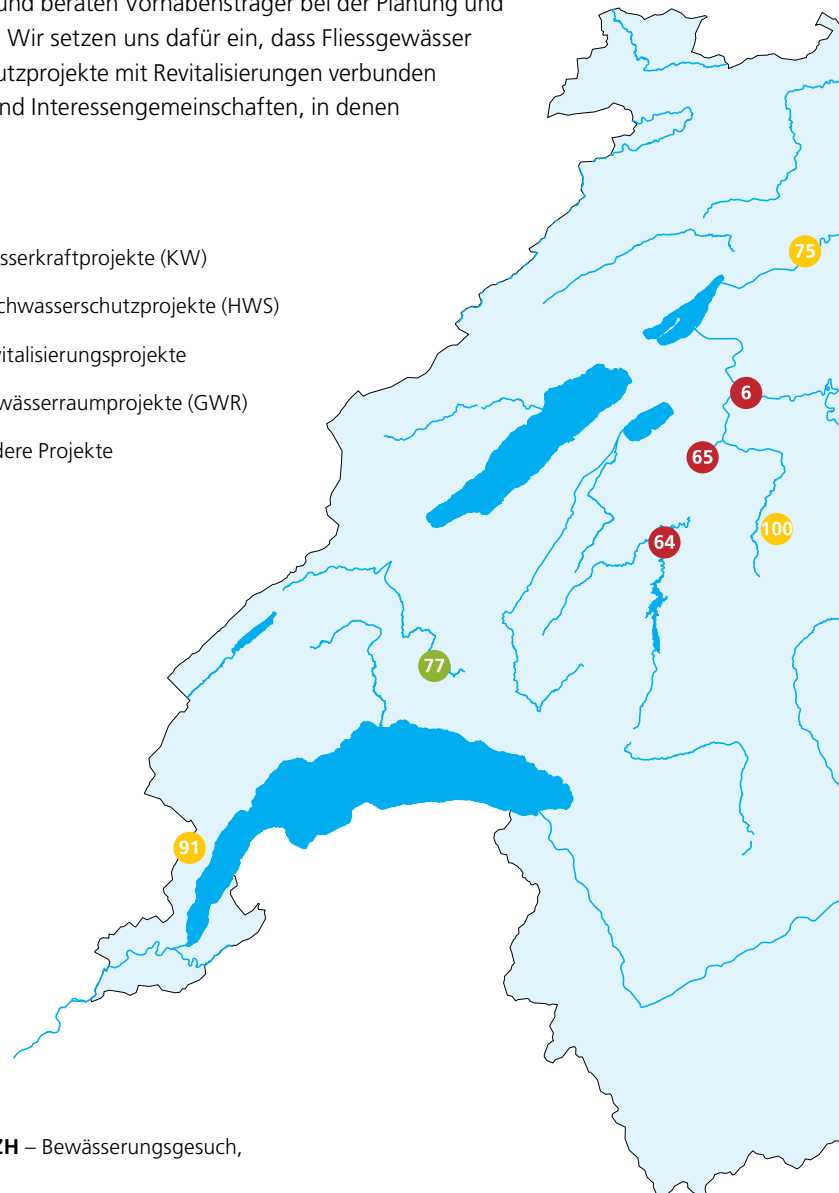 und beraten Vorhabensträger bei der Planung und
Wir setzen uns dafür ein, dass Fliessgewässer
utzprojekte mit Revitalisierungen verbunden
nd Interessengemeinschaften, in denen
sserkraftprojekte (KW)
75
chwasserschutzprojekte (HWS)
vitalisierungsprojekte
6
wässerraumprojekte (GWR)
dere Projekte
65
100
64
77
91
ZH – Bewässerungsgesuch,